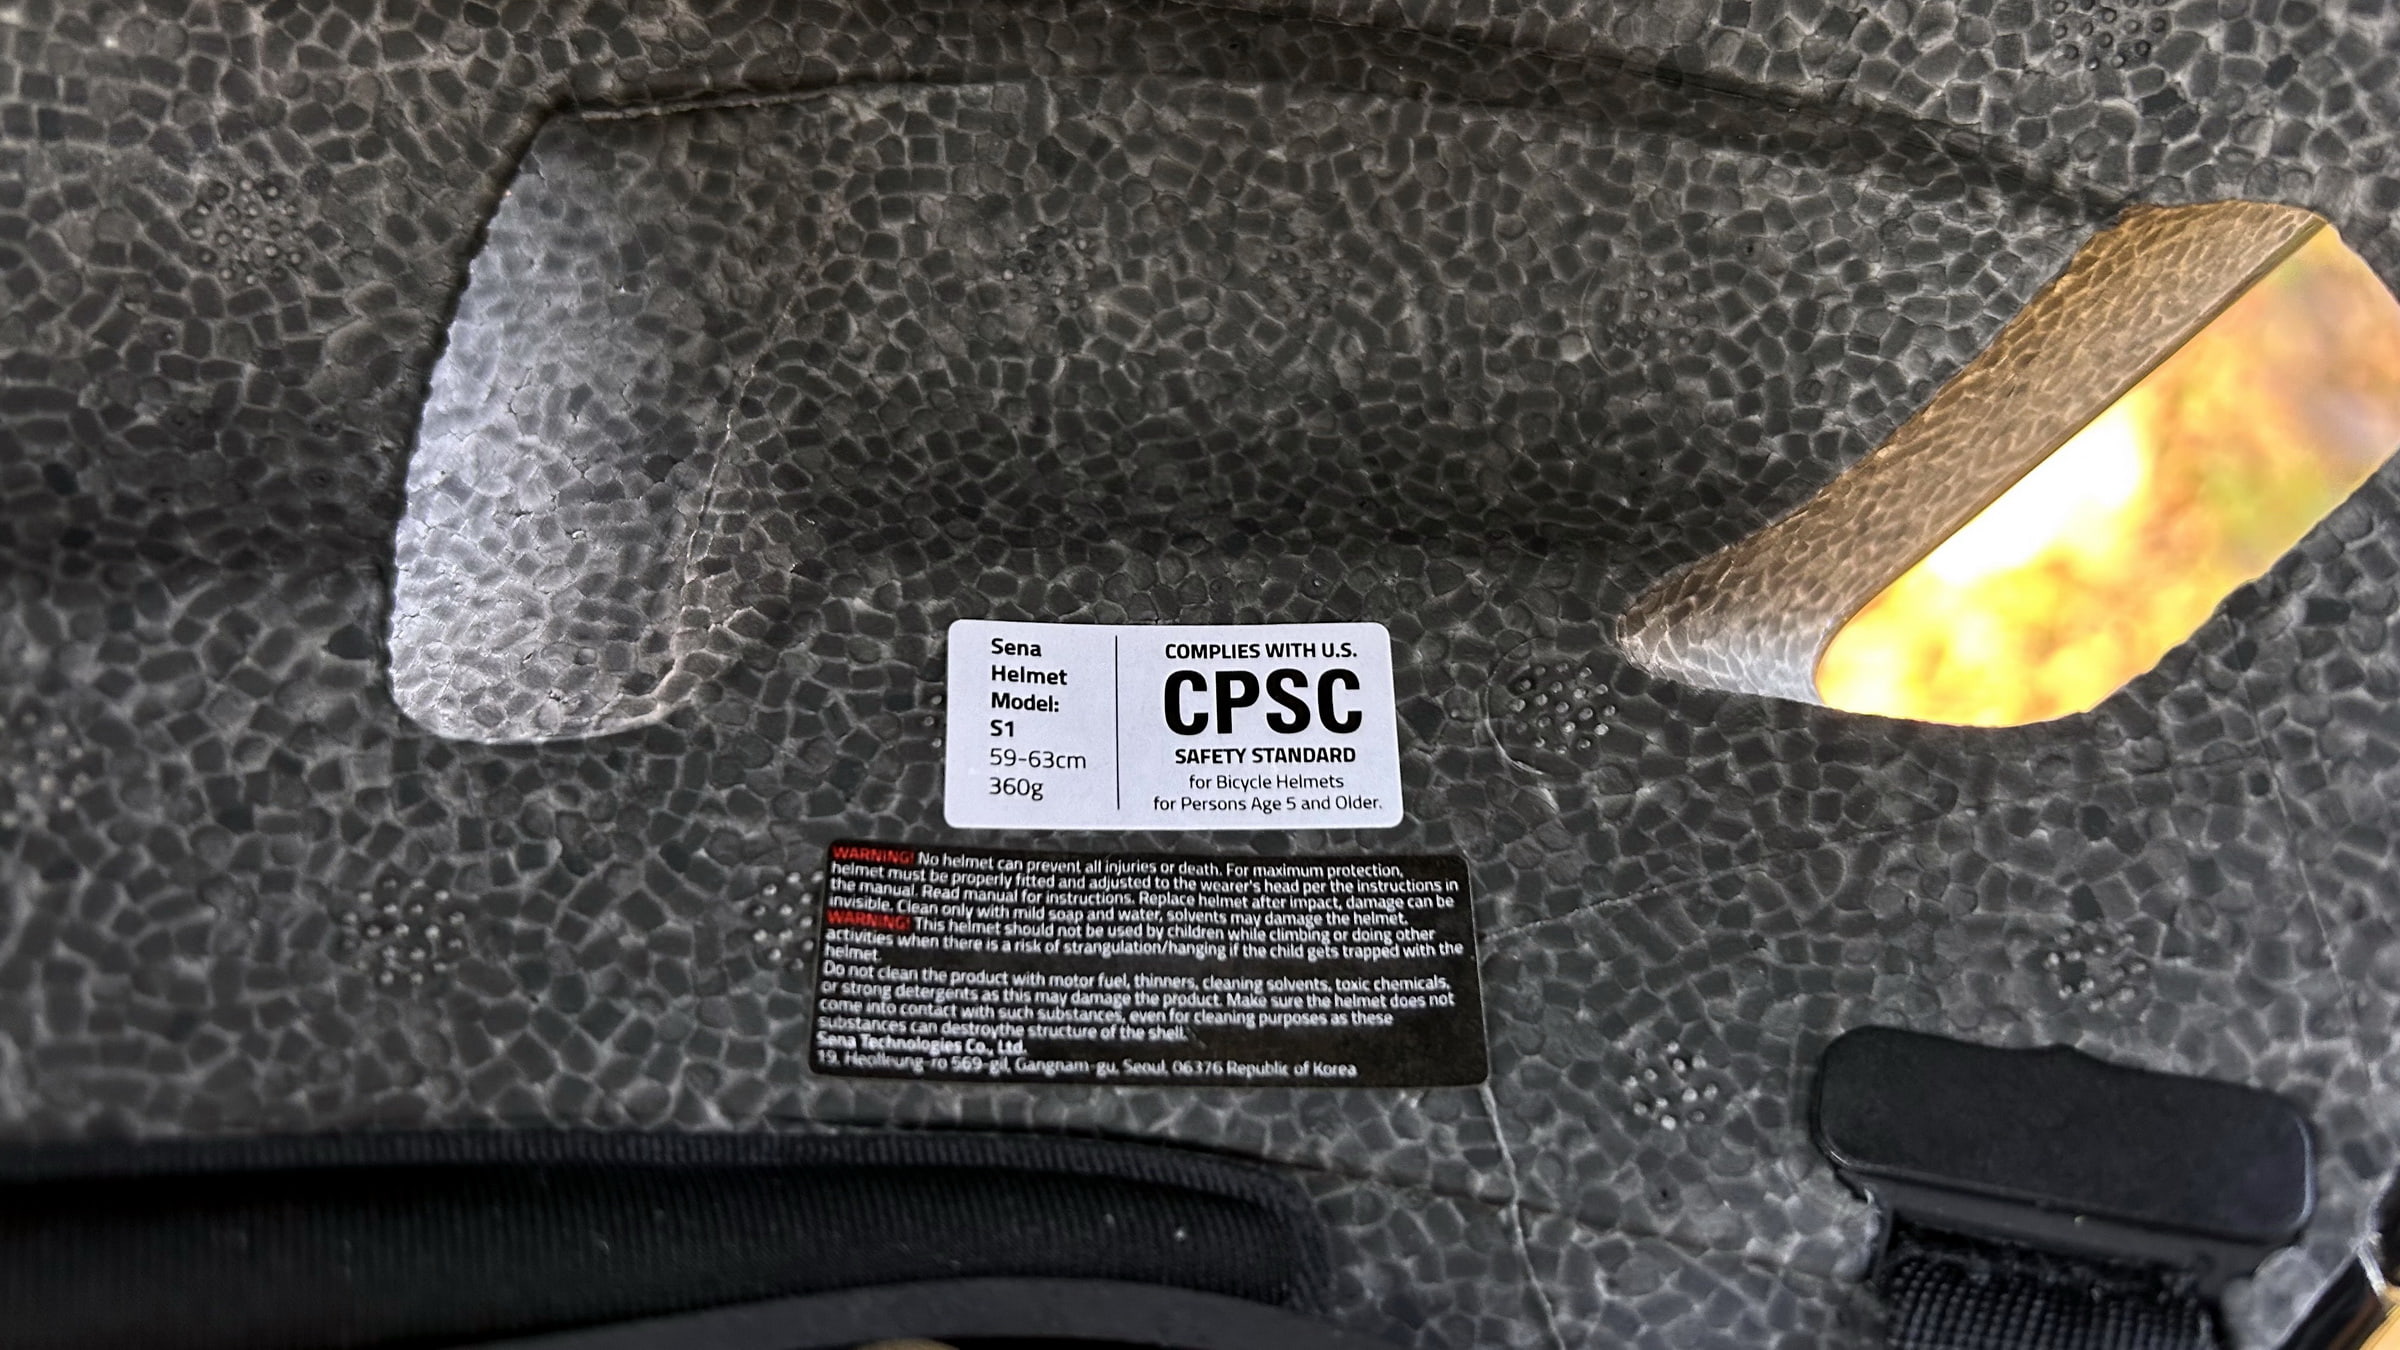 Sena
Helmet
Model:
S1
59-63cm
360g
COMPLIES WITH U.S.
CPSC
SAFETY STANDARD
for Bicycle Helmets
for Persons Age 5 and Older.
WARNING! No helmet can prevent all injuries or death. For maximum protection,
helmet must be properly fitted and adjusted to the wearer's head per the instructions in
the manual. Read manual for instructions. Replace helmet after impact, damage can be
invisible. Clean only with mild soap and water, solvents may damage the helmet.
WARNING! This helmet should not be used by children while climbing or doing other
activities when there is a risk of strangulation/hanging if the child gets trapped with the
helmet.
Do not clean the product with motor fuel, thinners, cleaning solvents, toxic chemicals,
or strong detergents as this may damage the product. Make sure the helmet does not
come into contact with such substances, even for cleaning purposes as these
substances can destroythe structure of the shell.
Sena Technologies Co., Ltd.
19, Heolleung-ro 569-gil, Gangnam-gu, Seoul, 06376 Republic of Korea